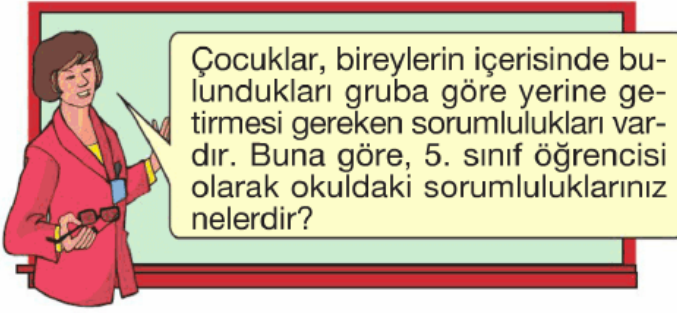 Çocuklar, bireylerin içerisinde bu-
lundukları gruba göre yerine ge-
tirmesi gereken sorumlulukları var-
dır. Buna göre, 5. sınıf öğrencisi
olarak okuldaki sorumluluklarınız
nelerdir?